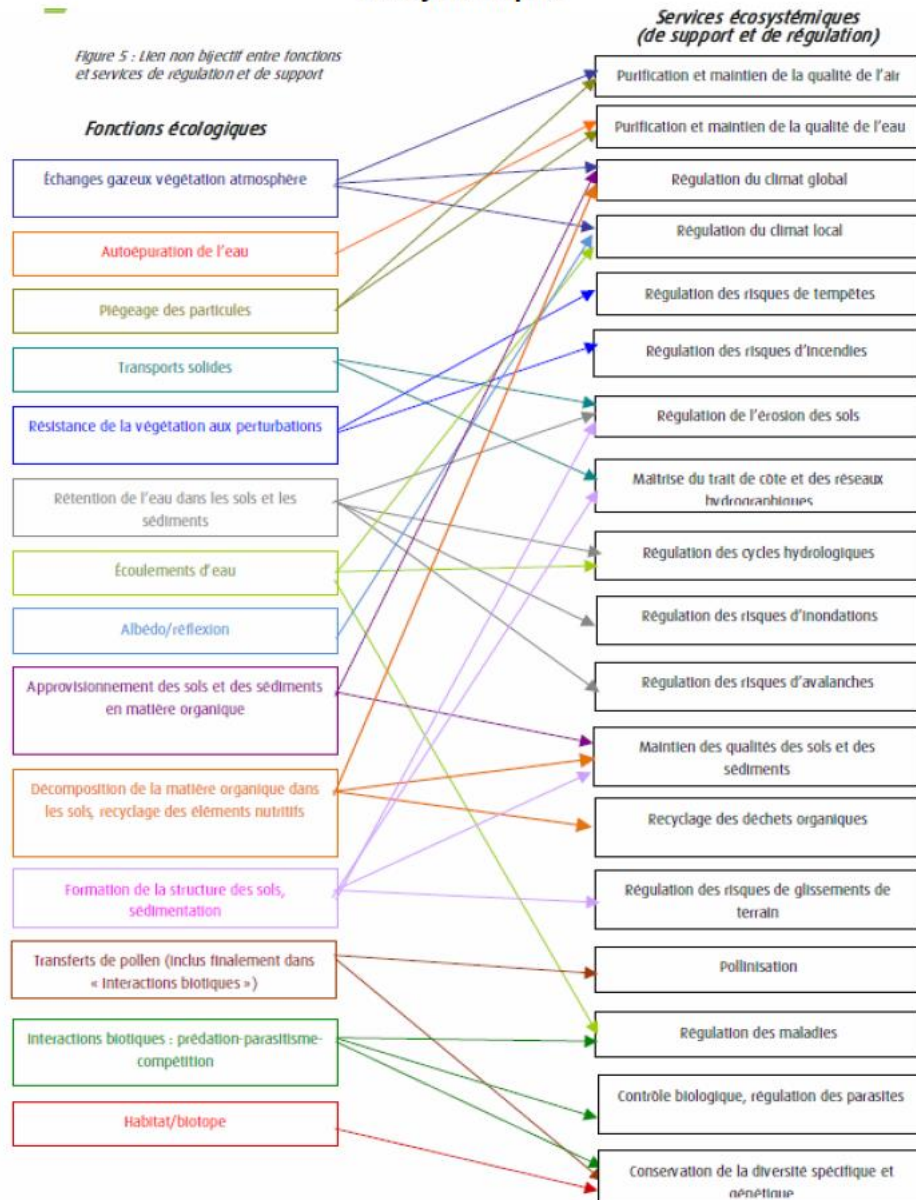 Services écosystémiques
(de support et de régulation)
Figure 5 : Lien non bijectif entre fonctions
et services de régulation et de support
Fonctions écologiques
Échanges gazeux végétation atmosphère
Autoépuration de l'eau
Piégeage des particules
Transports solides
Résistance de la végétation aux perturbations
Rétention de l'eau dans les sols et les
sédiments
Écoulements d'eau
Albédo/réflexion
Approvisionnement des sols et des sédiments
en matière organique
Décomposition de la matière organique dans
les sols, recyclage des éléments nutritifs
Formation de la structure des sols,
sédimentation
Transferts de pollen (inclus finalement dans
« Interactions biotiques »)
Interactions biotiques : prédation-parasitisme-
compétition
Habitat/biotope
Purification et maintien de la qualité de l'air
Purification et maintien de la qualité de l'eau
Régulation du climat global
Régulation du climat local
Régulation des risques de tempêtes
Régulation des risques d'incendies
Régulation de l'érosion des sols
Maîtrise du trait de côte et des réseaux
hydrographiques
Régulation des cycles hydrologiques
Régulation des risques d'inondations
Régulation des risques d'avalanches
Maintien des qualités des sols et des
sédiments
Recyclage des déchets organiques
Régulation des risques de glissements de
terrain
Pollinisation
Régulation des maladies
Contrôle biologique, régulation des parasites
Conservation de la diversité spécifique et
génétique